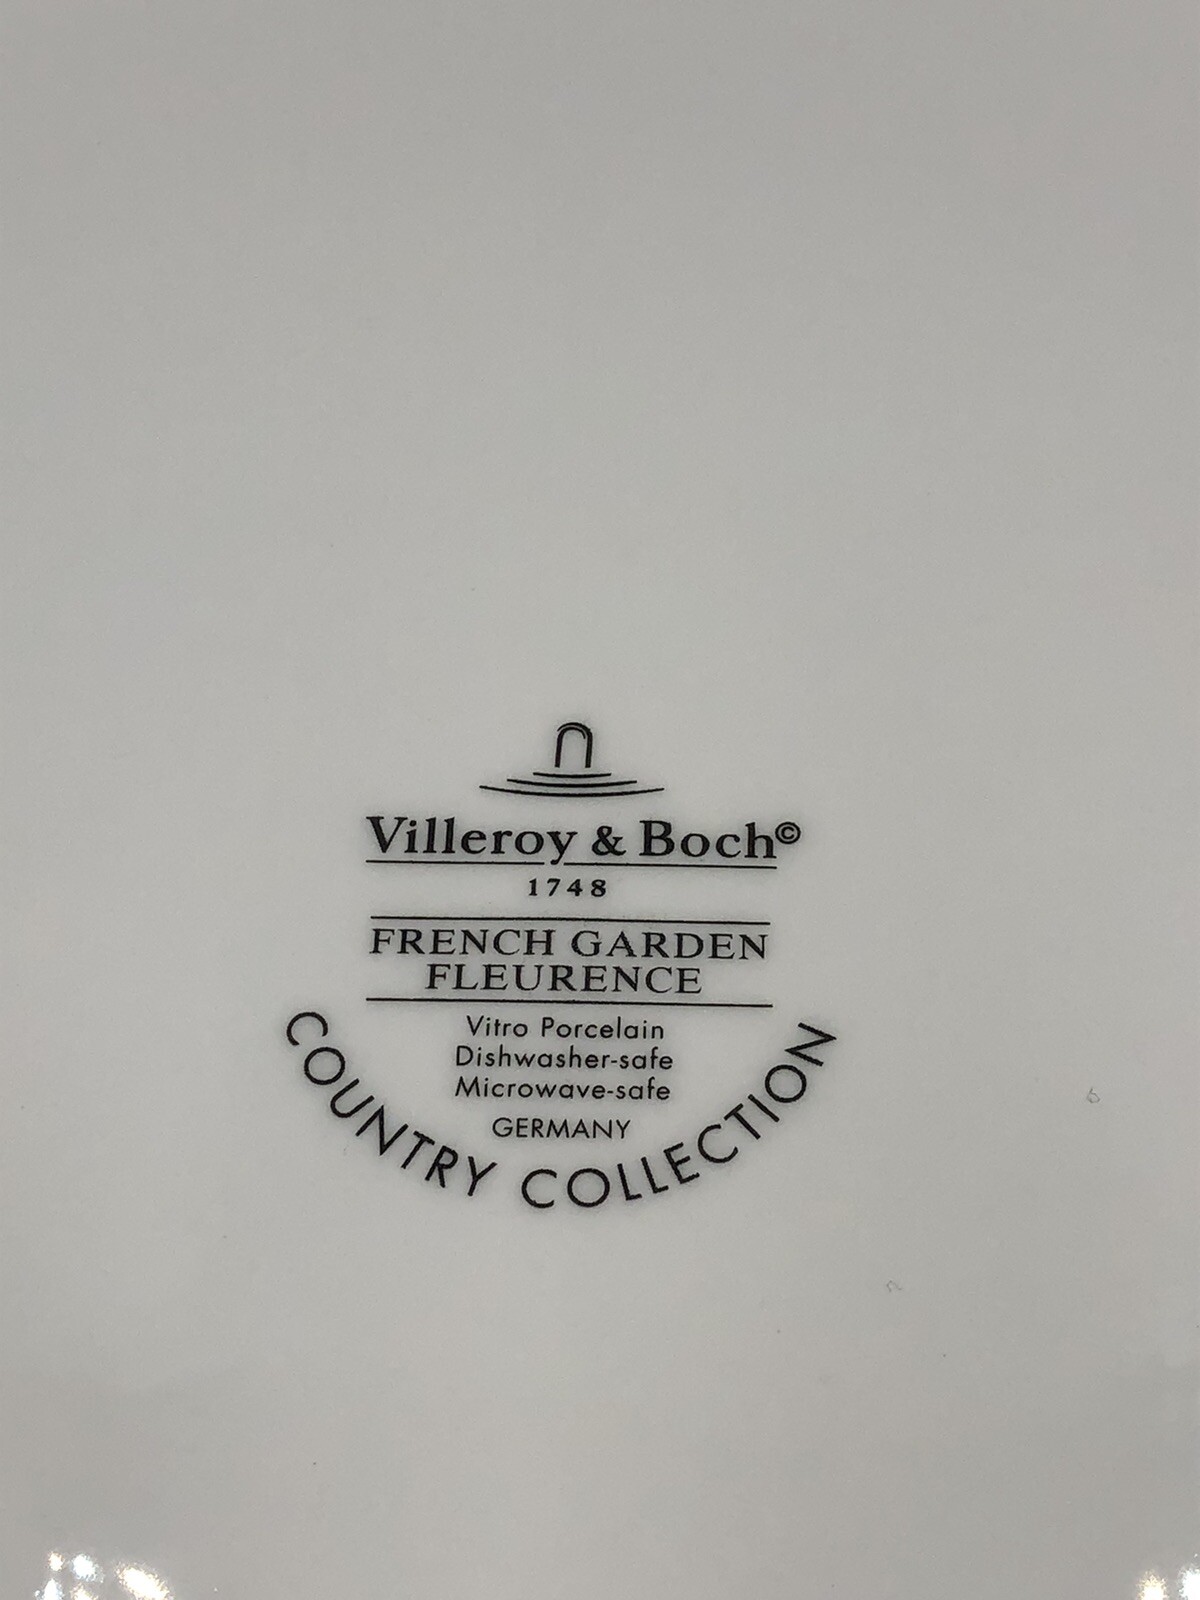 Villeroy & Boch©
1748
FRENCH GARDEN
FLEURENCE
Vitro Porcelain
Dishwasher-safe
Microwave-safe
GERMANY
COUNTRY COLLECTION